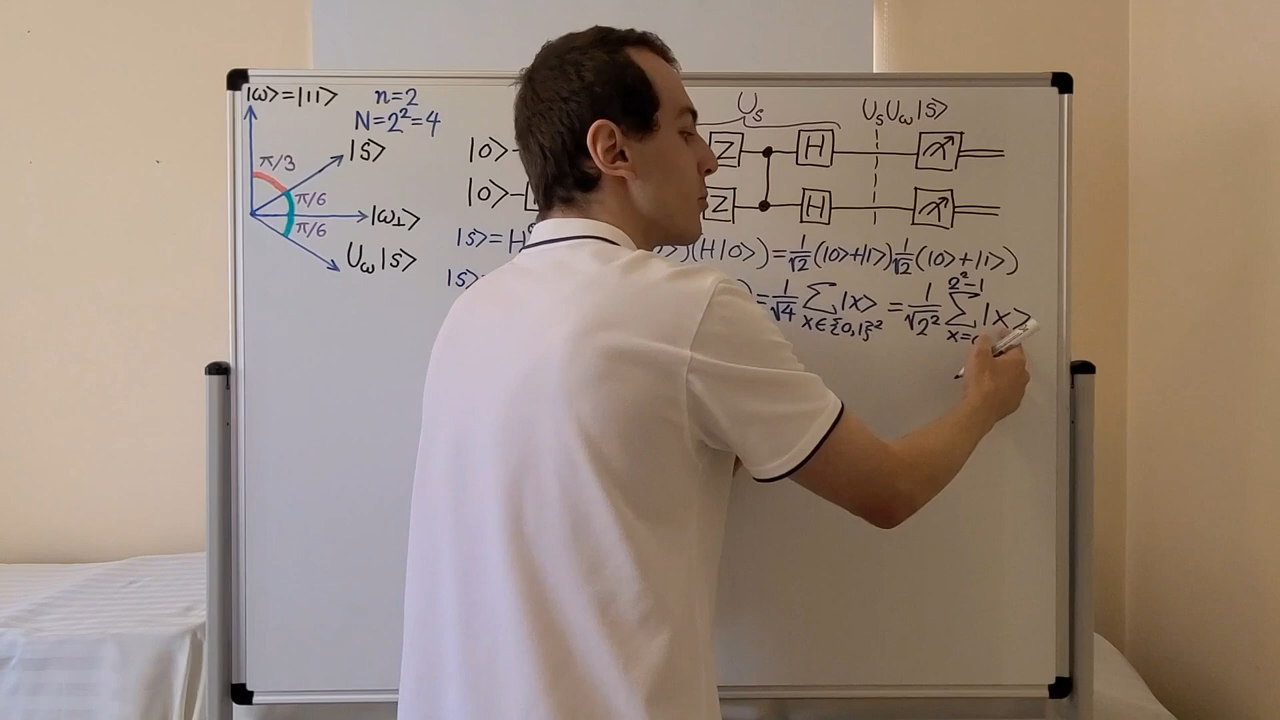 |ω>=|11>
n=2
N=2²=4
|s>
π/3
π/6
|ω⊥>
π/6
U_ω|s>
U_s
U_sU_ω|s>
|0>
Z
H
|0>
Z
H
|s>=H
)(H|0>)=1/√2(|0>+|1>)1/√2(|0>+|1>)
|s>
)=1/√4 ∑_{x∈{0,1}²}|x> =1/√2² ∑_{x=}^{2²-1}|x>